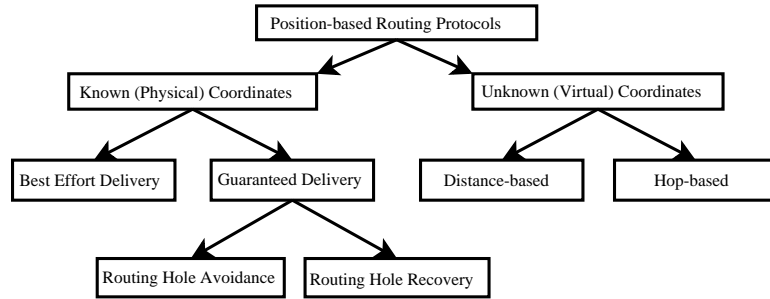 Position-based Routing Protocols
Known (Physical) Coordinates
Unknown (Virtual) Coordinates
Best Effort Delivery
Guaranteed Delivery
Distance-based
Hop-based
Routing Hole Avoidance
Routing Hole Recovery